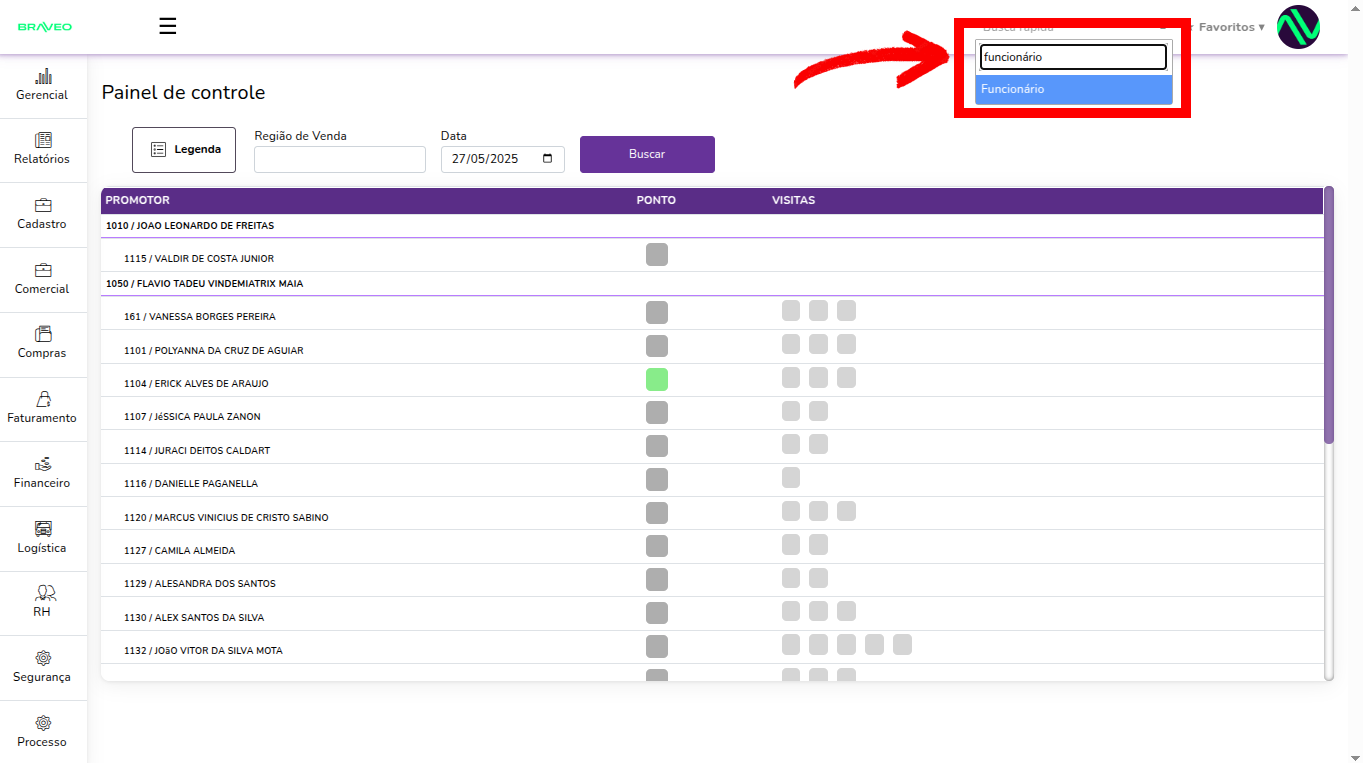 BRAVEO
Favoritos ▾
funcionário
Funcionário
Gerencial
Relatórios
Cadastro
Comercial
Compras
Faturamento
Financeiro
Logística
RH
Segurança
Processo
Painel de controle
Legenda
Região de Venda
Data
27/05/2025
Buscar
PROMOTOR PONTO VISITAS
1010 / JOAO LEONARDO DE FREITAS
1115 / VALDIR DE COSTA JUNIOR
1050 / FLAVIO TADEU VINDEMIATRIX MAIA
161 / VANESSA BORGES PEREIRA
1101 / POLYANNA DA CRUZ DE AGUIAR
1104 / ERICK ALVES DE ARAUJO
1107 / JéSSICA PAULA ZANON
1114 / JURACI DEITOS CALDART
1116 / DANIELLE PAGANELLA
1120 / MARCUS VINICIUS DE CRISTO SABINO
1127 / CAMILA ALMEIDA
1129 / ALESANDRA DOS SANTOS
1130 / ALEX SANTOS DA SILVA
1132 / JOãO VITOR DA SILVA MOTA